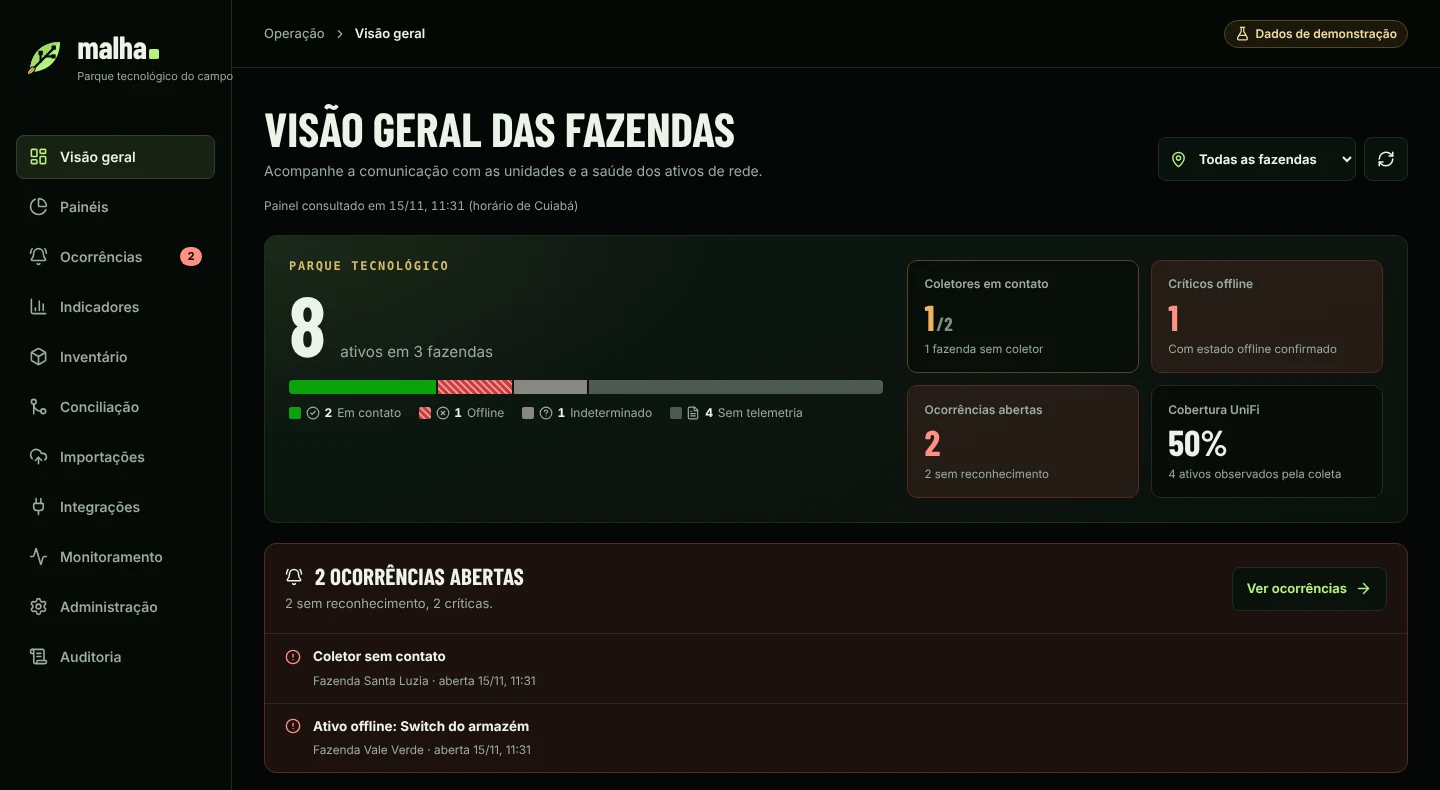 malha
Parque tecnológico do campo
Visão geral
Painéis
Ocorrências 2
Indicadores
Inventário
Conciliação
Importações
Integrações
Monitoramento
Administração
Auditoria
Operação > Visão geral
Dados de demonstração
VISÃO GERAL DAS FAZENDAS
Acompanhe a comunicação com as unidades e a saúde dos ativos de rede.
Painel consultado em 15/11, 11:31 (horário de Cuiabá)
Todas as fazendas
PARQUE TECNOLÓGICO
8 ativos em 3 fazendas
2 Em contato 1 Offline 1 Indeterminado 4 Sem telemetria
Coletores em contato
1/2
1 fazenda sem coletor
Críticos offline
1
Com estado offline confirmado
Ocorrências abertas
2
2 sem reconhecimento
Cobertura UniFi
50%
4 ativos observados pela coleta
2 OCORRÊNCIAS ABERTAS
2 sem reconhecimento, 2 críticas.
Ver ocorrências
Coletor sem contato
Fazenda Santa Luzia · aberta 15/11, 11:31
Ativo offline: Switch do armazém
Fazenda Vale Verde · aberta 15/11, 11:31